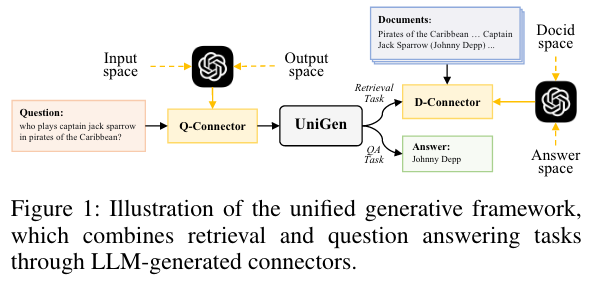 Documents:
Pirates of the Caribbean … Captain
Jack Sparrow (Johnny Depp) ...
Input
space
Output
space
Docid
space
Question:
who plays captain jack sparrow
in pirates of the Caribbean?
Q-Connector
UniGen
Retrieval
Task
D-Connector
QA
Task
Answer:
Johnny Depp
Answer
space
Figure 1: Illustration of the unified generative framework,
which combines retrieval and question answering tasks
through LLM-generated connectors.